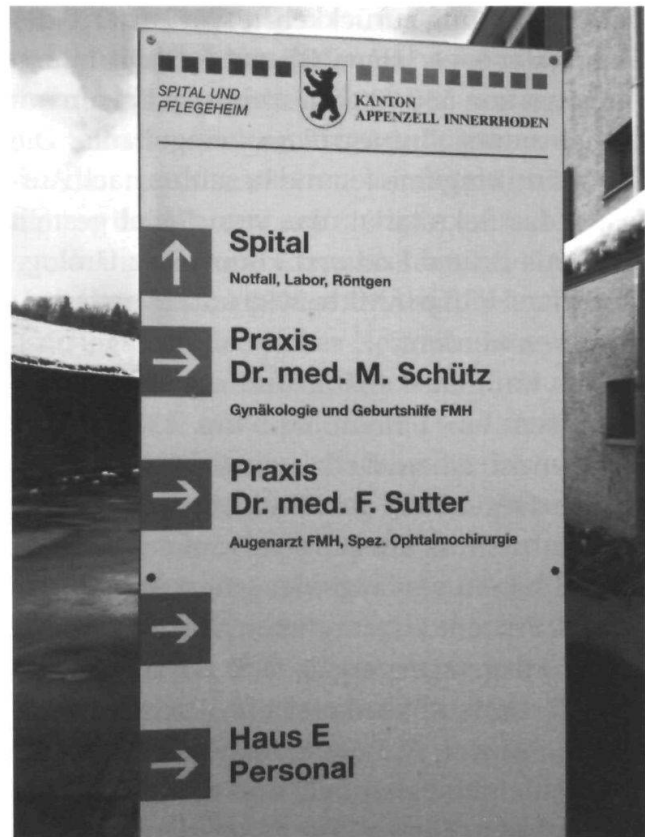 SPITAL UND
PFLEGEHEIM
KANTON
APPENZELL INNERRHODEN
Spital
Notfall, Labor, Röntgen
Praxis
Dr. med. M. Schütz
Gynäkologie und Geburtshilfe FMH
Praxis
Dr. med. F. Sutter
Augenarzt FMH, Spez. Ophtalmochirurgie
Haus E
Personal